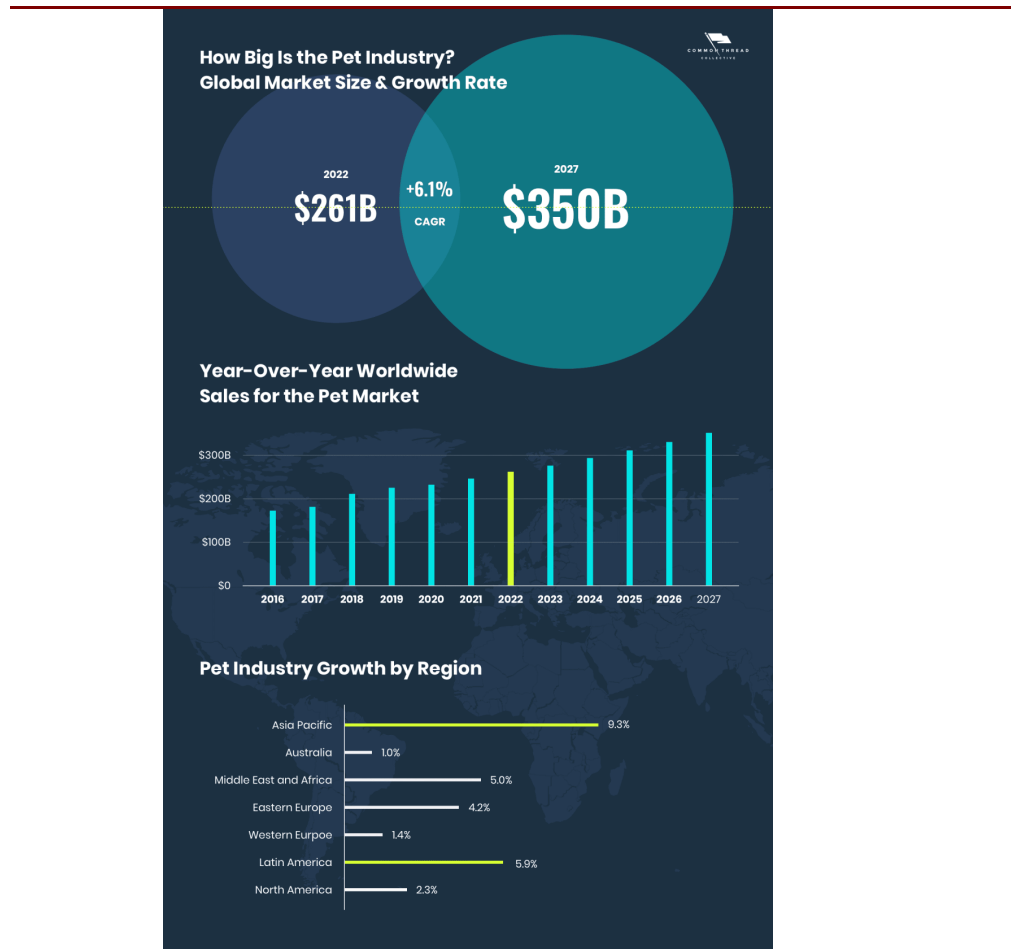 COMMON THREAD
COLLECTIVE
How Big Is the Pet Industry?
Global Market Size & Growth Rate
2022
$261B
+6.1%
CAGR
2027
$350B
Year-Over-Year Worldwide
Sales for the Pet Market
$300B
$200B
$100B
$0
2016 2017 2018 2019 2020 2021 2022 2023 2024 2025 2026 2027
Pet Industry Growth by Region
Asia Pacific 9.3%
Australia 1.0%
Middle East and Africa 5.0%
Eastern Europe 4.2%
Western Eurpoe 1.4%
Latin America 5.9%
North America 2.3%